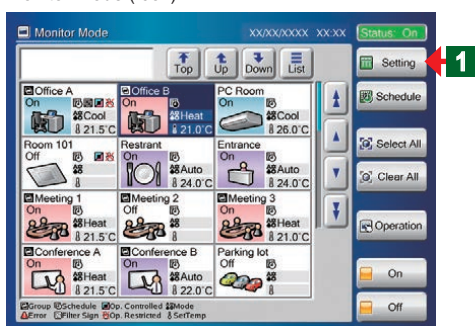 Monitor Mode XX/XX/XXXX XX:XX Status: On
Top Up Down List
Setting
1
Schedule
Select All
Clear All
Operation
On
Off
Office A
On
Cool
21.5°C
Office B
On
Heat
21.0°C
PC Room
On
Cool
26.0°C
Room 101
Off
Restrant
On
Auto
24.0°C
Entrance
On
Auto
24.0°C
Meeting 1
On
Heat
21.5°C
Meeting 2
Off
Meeting 3
On
Heat
21.0°C
Conference A
On
Heat
21.5°C
Conference B
On
Auto
22.0°C
Parking lot
Off
Group Schedule Op. Controlled Mode
Error Filter Sign Op. Restricted SetTemp